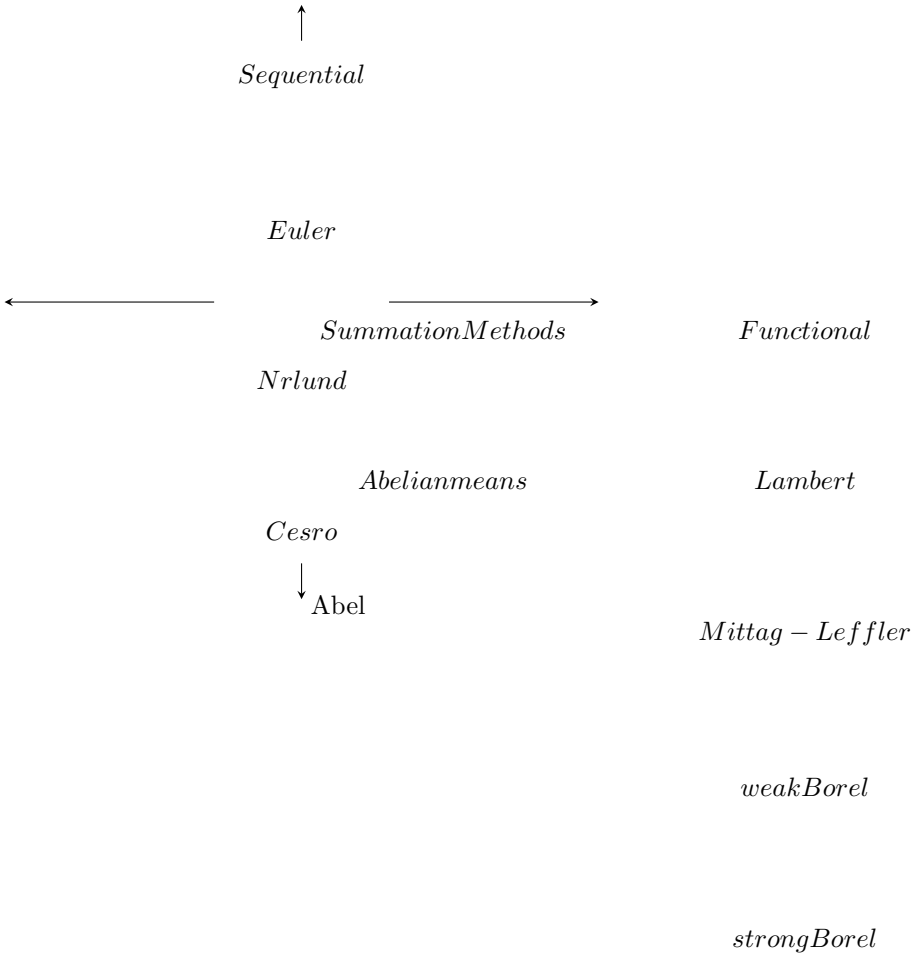 Sequential
Euler
SummationMethods
Functional
Nrlund
Abelianmeans
Lambert
Cesro
Abel
Mittag − Leffler
weakBorel
strongBorel